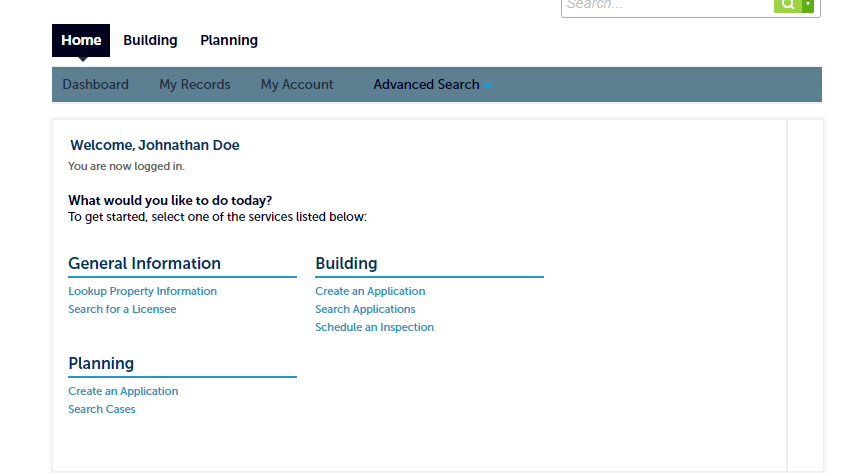 Search...
Home Building Planning
Dashboard My Records My Account Advanced Search
Welcome, Johnathan Doe
You are now logged in.
What would you like to do today?
To get started, select one of the services listed below:
General Information
Lookup Property Information
Search for a Licensee
Building
Create an Application
Search Applications
Schedule an Inspection
Planning
Create an Application
Search Cases